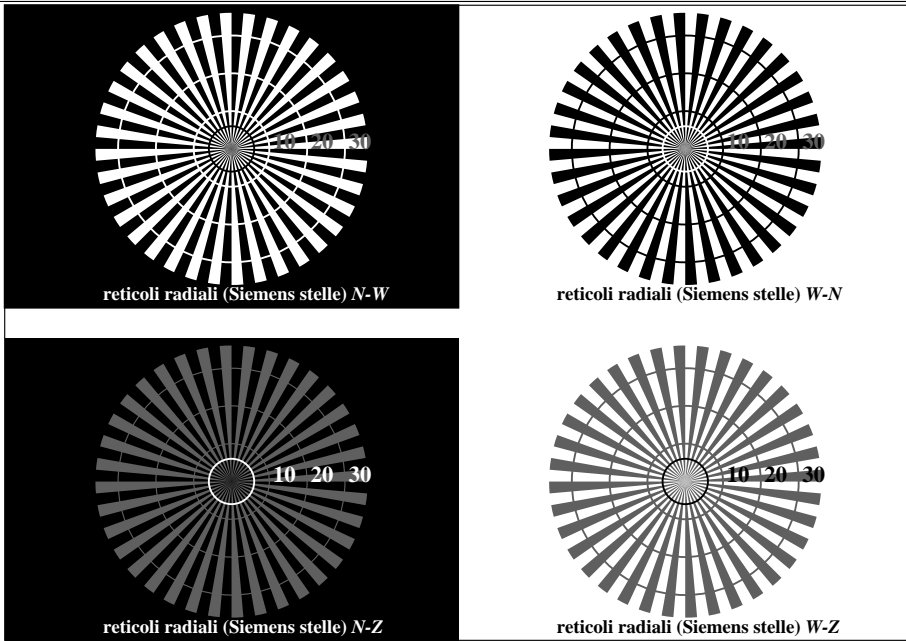 10 20 30
reticoli radiali (Siemens stelle) N-W
10 20 30
reticoli radiali (Siemens stelle) W-N
10 20 30
reticoli radiali (Siemens stelle) N-Z
10 20 30
reticoli radiali (Siemens stelle) W-Z